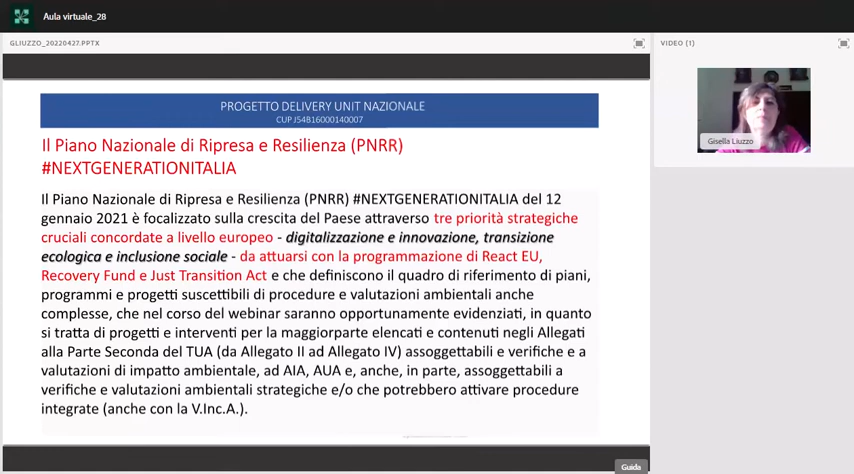 Aula virtuale_28
GLIUZZO_20220427.PPTX
VIDEO (1)
PROGETTO DELIVERY UNIT NAZIONALE
CUP J54B16000140007
Il Piano Nazionale di Ripresa e Resilienza (PNRR)
#NEXTGENERATIONITALIA
Il Piano Nazionale di Ripresa e Resilienza (PNRR) #NEXTGENERATIONITALIA del 12
gennaio 2021 è focalizzato sulla crescita del Paese attraverso tre priorità strategiche
cruciali concordate a livello europeo - digitalizzazione e innovazione, transizione
ecologica e inclusione sociale - da attuarsi con la programmazione di React EU,
Recovery Fund e Just Transition Act e che definiscono il quadro di riferimento di piani,
programmi e progetti suscettibili di procedure e valutazioni ambientali anche
complesse, che nel corso del webinar saranno opportunamente evidenziati, in quanto
si tratta di progetti e interventi per la maggiorparte elencati e contenuti negli Allegati
alla Parte Seconda del TUA (da Allegato II ad Allegato IV) assoggettabili e verifiche e a
valutazioni di impatto ambientale, ad AIA, AUA e, anche, in parte, assoggettabili a
verifiche e valutazioni ambientali strategiche e/o che potrebbero attivare procedure
integrate (anche con la V.Inc.A.).
Gisella Liuzzo
Guida